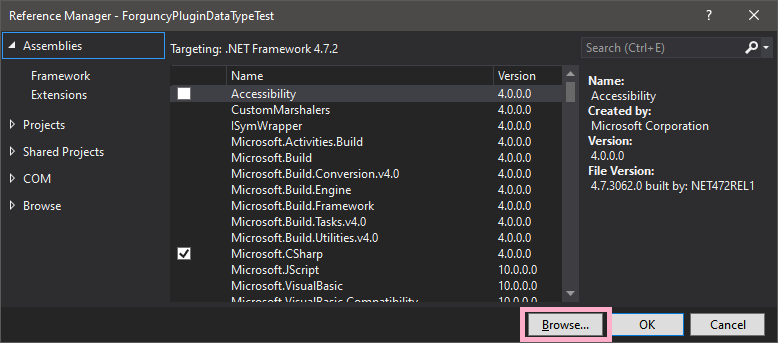 Reference Manager - ForguncyPluginDataTypeTest
? ×
Assemblies
Framework
Extensions
Projects
Shared Projects
COM
Browse
Targeting: .NET Framework 4.7.2
Search (Ctrl+E)
Name Version
Accessibility 4.0.0.0
CustomMarshalers 4.0.0.0
ISymWrapper 4.0.0.0
Microsoft.Activities.Build 4.0.0.0
Microsoft.Build 4.0.0.0
Microsoft.Build.Conversion.v4.0 4.0.0.0
Microsoft.Build.Engine 4.0.0.0
Microsoft.Build.Framework 4.0.0.0
Microsoft.Build.Tasks.v4.0 4.0.0.0
Microsoft.Build.Utilities.v4.0 4.0.0.0
Microsoft.CSharp 4.0.0.0
Microsoft.JScript 10.0.0.0
Microsoft.VisualBasic 10.0.0.0
Microsoft.VisualBasic.Compatibility 10.0.0.0
Name:
Accessibility
Created by:
Microsoft Corporation
Version:
4.0.0.0
File Version:
4.7.3062.0 built by: NET472REL1
Browse... OK Cancel